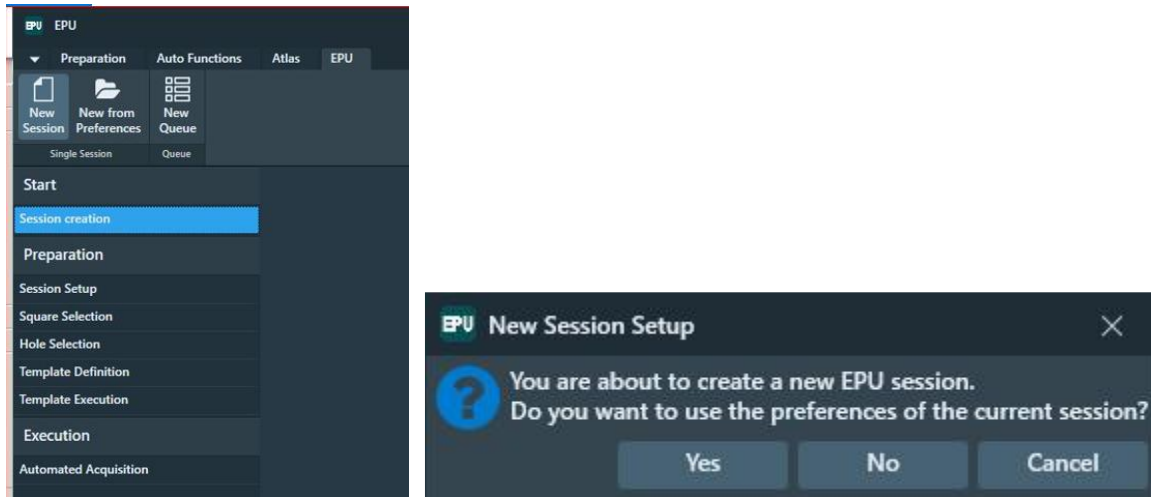 EPU EPU
Preparation Auto Functions Atlas EPU
New Session
New from Preferences
New Queue
Single Session Queue
Start
Session creation
Preparation
Session Setup
Square Selection
Hole Selection
Template Definition
Template Execution
Execution
Automated Acquisition
EPU New Session Setup
You are about to create a new EPU session.
Do you want to use the preferences of the current session?
Yes No Cancel